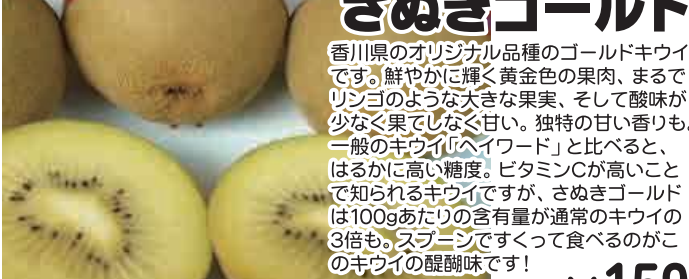 さぬきゴールド
香川県のオリジナル品種のゴールドキウイ
です。鮮やかに輝く黄金色の果肉、まるで
リンゴのような大きな果実、そして酸味が
少なく果てしなく甘い。独特の甘い香りも。
一般のキウイ「ヘイワード」と比べると、
はるかに高い糖度。ビタミンCが高いこと
で知られるキウイですが、さぬきゴールド
は100gあたりの含有量が通常のキウイの
3倍も。スプーンですくって食べるのがこ
のキウイの醍醐味です!